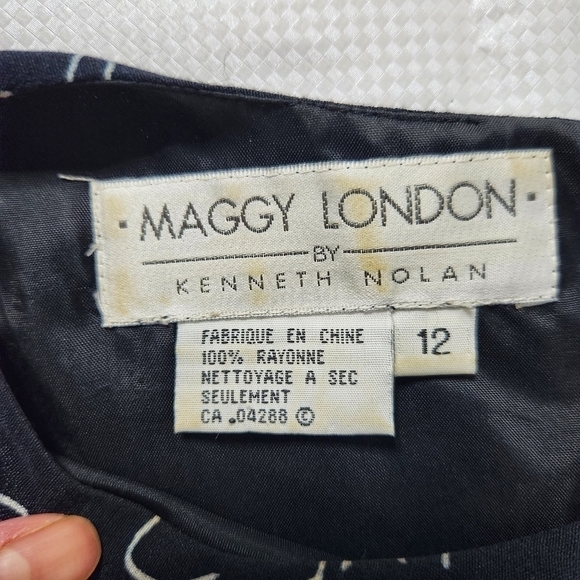 · MAGGY LONDON ·
BY
KENNETH NOLAN
FABRIQUE EN CHINE
100% RAYONNE
NETTOYAGE A SEC
SEULEMENT
CA 04288 ©
12